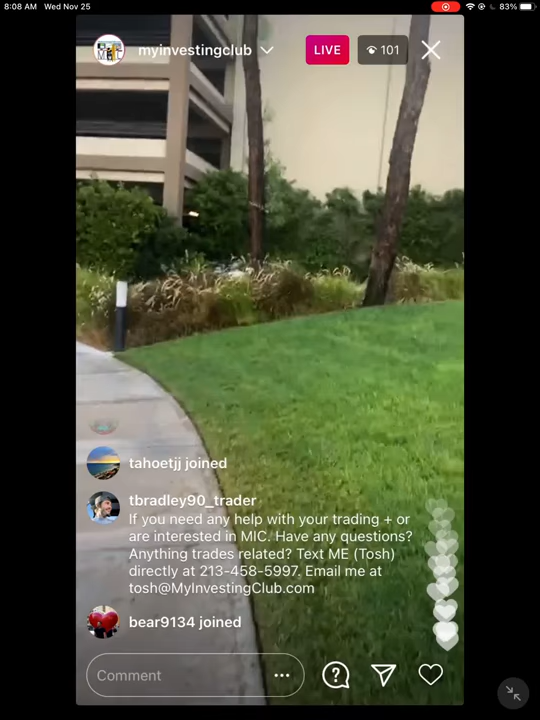 8:08 AM Wed Nov 25
83%
myinvestingclub
LIVE
101
tahoetjj joined
tbradley90_trader
If you need any help with your trading + or
are interested in MIC. Have any questions?
Anything trades related? Text ME (Tosh)
directly at 213-458-5997. Email me at
tosh@MyInvestingClub.com
bear9134 joined
Comment